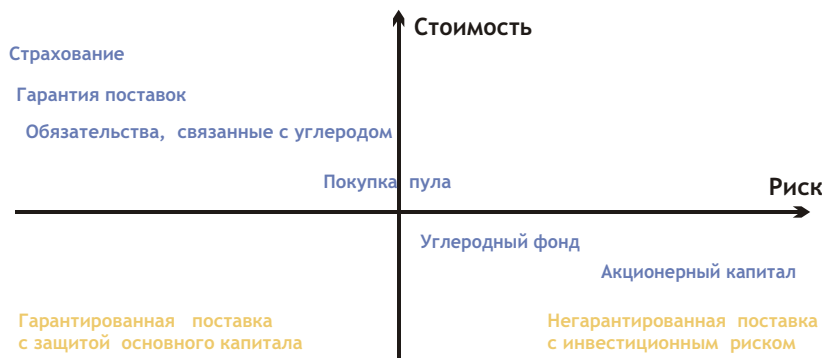 Стоимость
Страхование
Гарантия поставок
Обязательства, связанные с углеродом
Покупка пула
Риск
Углеродный фонд
Акционерный капитал
Гарантированная поставка
с защитой основного капитала
Негарантированная поставка
с инвестиционным риском